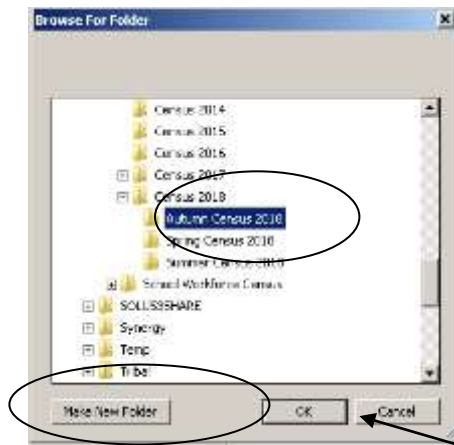 Browse For Folder
Census 2014
Census 2015
Census 2016
Census 2017
Census 2018
Autumn Census 2018
Spring Census 2018
Summer Census 2018
School Workforce Census
SOLUS3SHARE
Synergy
Temp
Tribal
Make New Folder
OK
Cancel